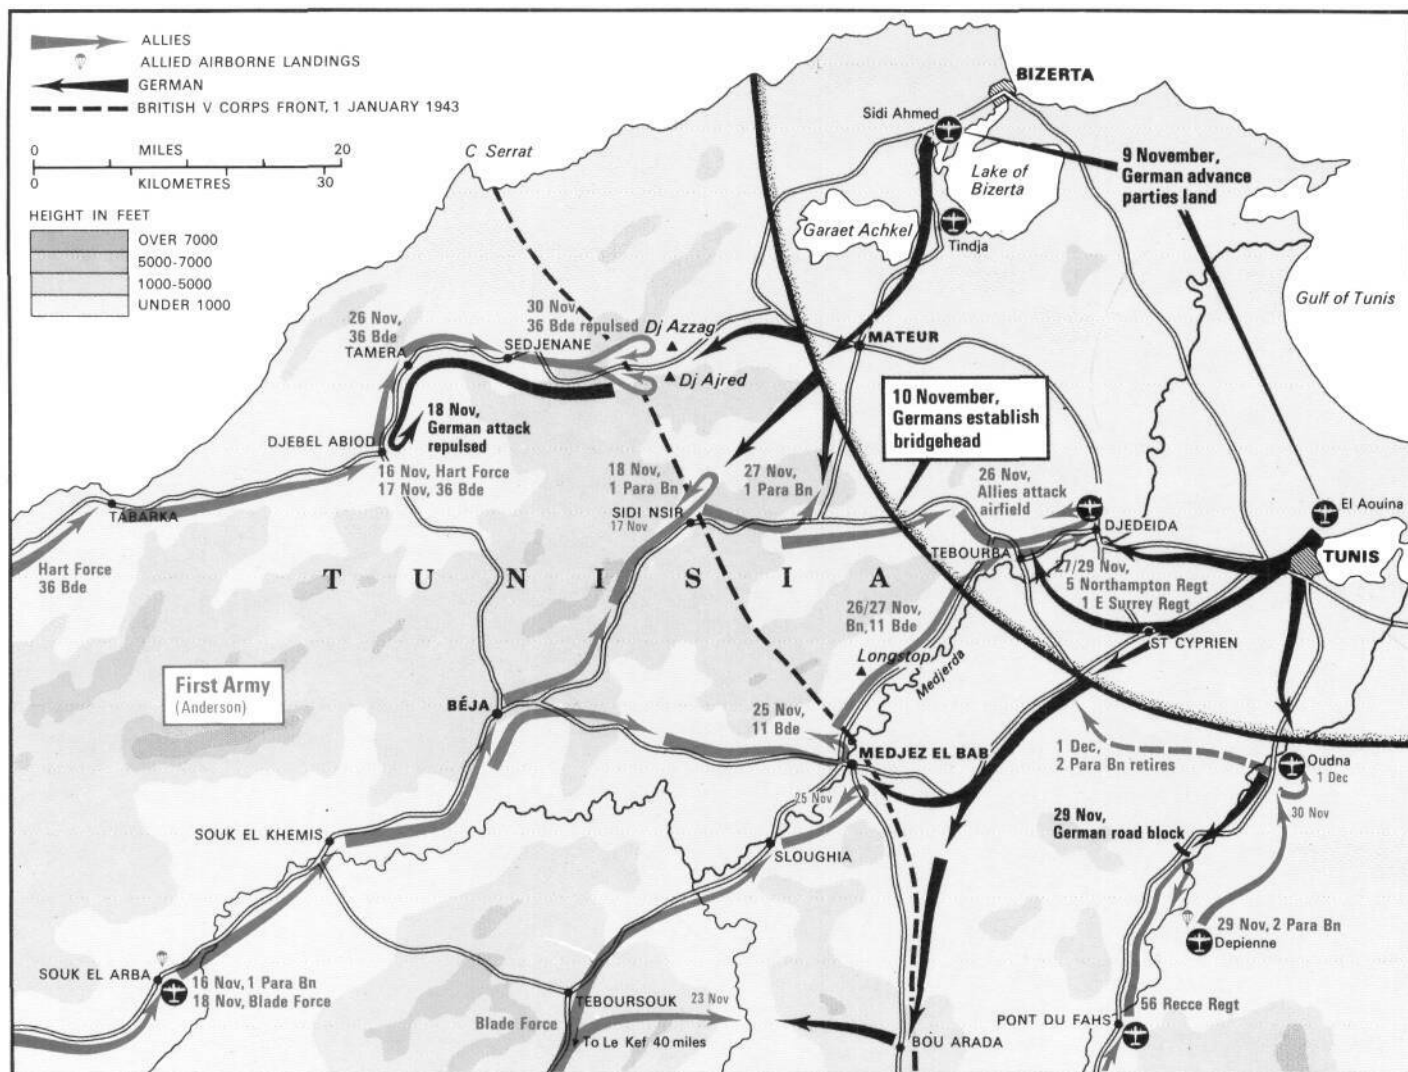 ALLIES
ALLIED AIRBORNE LANDINGS
GERMAN
BRITISH V CORPS FRONT, 1 JANUARY 1943
0 MILES 20
0 KILOMETRES 30
HEIGHT IN FEET
OVER 7000
5000-7000
1000-5000
UNDER 1000
C Serrat
BIZERTA
Sidi Ahmed
Lake of
Bizerta
Garaet Achkel
Tindja
9 November,
German advance
parties land
Gulf of Tunis
26 Nov,
36 Bde
TAMERA
30 Nov,
36 Bde repulsed
SEDJENANE
Dj Azzag
Dj Ajred
MATEUR
10 November,
Germans establish
bridgehead
18 Nov,
German attack
repulsed
DJEBEL ABIOD
16 Nov, Hart Force
17 Nov, 36 Bde
TABARKA
Hart Force
36 Bde
18 Nov,
1 Para Bn
SIDI NSIR
17 Nov
27 Nov,
1 Para Bn
26 Nov,
Allies attack
airfield
DJEDEIDA
El Aouina
TUNIS
TEBOURBA
27/29 Nov,
5 Northampton Regt
1 E Surrey Regt
ST CYPRIEN
TUNISIA
26/27 Nov,
Bn, 11 Bde
Longstop
Medjerda
First Army
(Anderson)
BÉJA
25 Nov,
11 Bde
MEDJEZ EL BAB
25 Nov
1 Dec,
2 Para Bn retires
Oudna
1 Dec
30 Nov
29 Nov,
German road block
SOUK EL KHEMIS
SLOUGHIA
29 Nov, 2 Para Bn
Depienne
SOUK EL ARBA
16 Nov, 1 Para Bn
18 Nov, Blade Force
TEBOURSOUK
23 Nov
Blade Force
To Le Kef 40 miles
BOU ARADA
56 Recce Regt
PONT DU FAHS